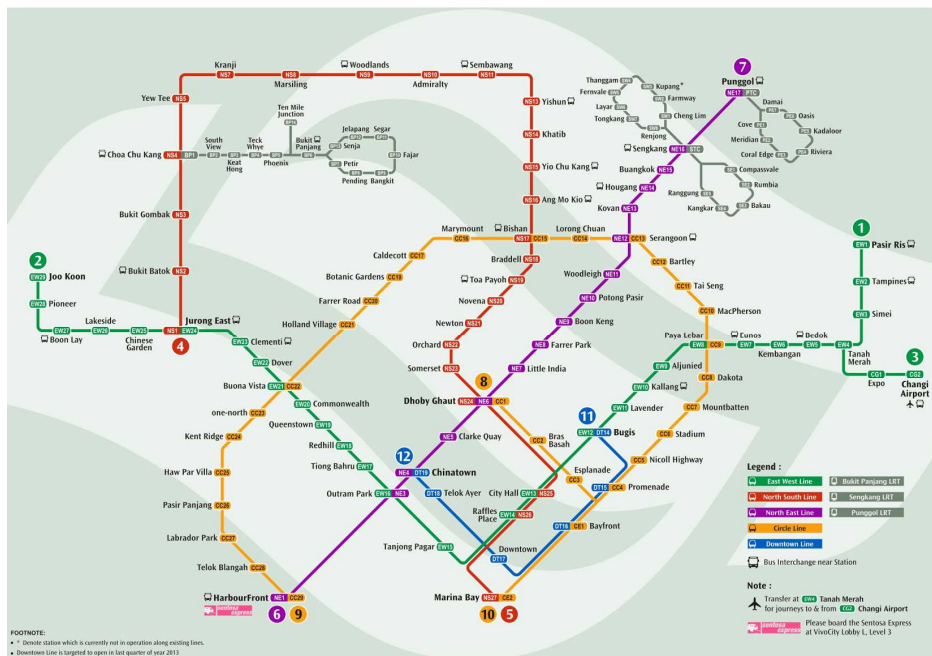 Kranji
NS7
NS8
Marsiling
Woodlands
NS9
NS10
Admiralty
Sembawang
NS11
Yew Tee
NS5
NS13
Yishun
NS14
Khatib
NS15
Yio Chu Kang
NS16
Ang Mo Kio
Choa Chu Kang
NS4
BP1
South
View
Keat
Hong
Teck
Whye
Phoenix
Ten Mile
Junction
Bukit
Panjang
Jelapang
Segar
Senja
Petir
Fajar
Pending
Bangkit
Bukit Gombak
NS3
Bukit Batok
NS2
2
EW29
Joo Koon
EW28
Pioneer
EW27
Boon Lay
Lakeside
EW26
EW25
Chinese
Garden
NS1
EW24
Jurong East
4
EW23
Clementi
EW22
Dover
Buona Vista
EW21
CC22
EW20
Commonwealth
Queenstown
EW19
Redhill
EW18
Tiong Bahru
EW17
Outram Park
EW16
NE3
Tanjong Pagar
EW15
Raffles
Place
EW14
NS26
City Hall
EW13
NS25
Marymount
CC16
Caldecott
CC17
Botanic Gardens
CC19
Farrer Road
CC20
Holland Village
CC21
one-north
CC23
Kent Ridge
CC24
Haw Par Villa
CC25
Pasir Panjang
CC26
Labrador Park
CC27
Telok Blangah
CC28
HarbourFront
NE1
CC29
sentosa
express
6
9
Bishan
NS17
CC15
Lorong Chuan
CC14
Braddell
NS18
Toa Payoh
NS19
Novena
NS20
Newton
NS21
Orchard
NS22
Somerset
NS23
8
Dhoby Ghaut
NS24
NE6
CC1
Thanggam
Fernvale
Layar
Tongkang
Renjong
Kupang*
Farmway
Cheng Lim
Sengkang
NE16
STC
Compassvale
Rumbia
Bakau
Kangkar
Ranggung
7
Punggol
NE17
PTC
Damai
Oasis
Kadaloor
Riviera
Coral Edge
Meridian
Cove
Buangkok
NE15
Hougang
NE14
Kovan
NE13
NE12
CC13
Serangoon
Woodleigh
NE11
NE10
Potong Pasir
NE9
Boon Keng
NE8
Farrer Park
NE7
Little India
NE5
Clarke Quay
12
NE4
DT19
Chinatown
DT18
Telok Ayer
Downtown
DT17
DT16
CE1
Bayfront
Marina Bay
NS27
CE2
10
5
CC12
Bartley
CC11
Tai Seng
CC10
MacPherson
Paya Lebar
EW8
CC9
Eunos
EW7
EW6
Kembangan
Bedok
EW5
EW4
Tanah
Merah
CC8
Dakota
CC7
Mountbatten
CC6
Stadium
CC5
Nicoll Highway
DT15
CC4
Promenade
CC3
Esplanade
CC2
Bras
Basah
EW9
Aljunied
EW10
Kallang
EW11
Lavender
11
EW12
DT14
Bugis
1
EW1
Pasir Ris
EW2
Tampines
EW3
Simei
3
CG1
Expo
CG2
Changi
Airport
Legend :
East West Line
Bukit Panjang LRT
North South Line
Sengkang LRT
North East Line
Punggol LRT
Circle Line
Downtown Line
Bus Interchange near Station
Note :
Transfer at EW4 Tanah Merah
for journeys to & from CG2 Changi Airport
sentosa
express
Please board the Sentosa Express
at VivoCity Lobby L, Level 3
FOOTNOTE:
• * Denote station which is currently not in operation along existing lines.
• Downtown Line is targeted to open in last quarter of year 2013